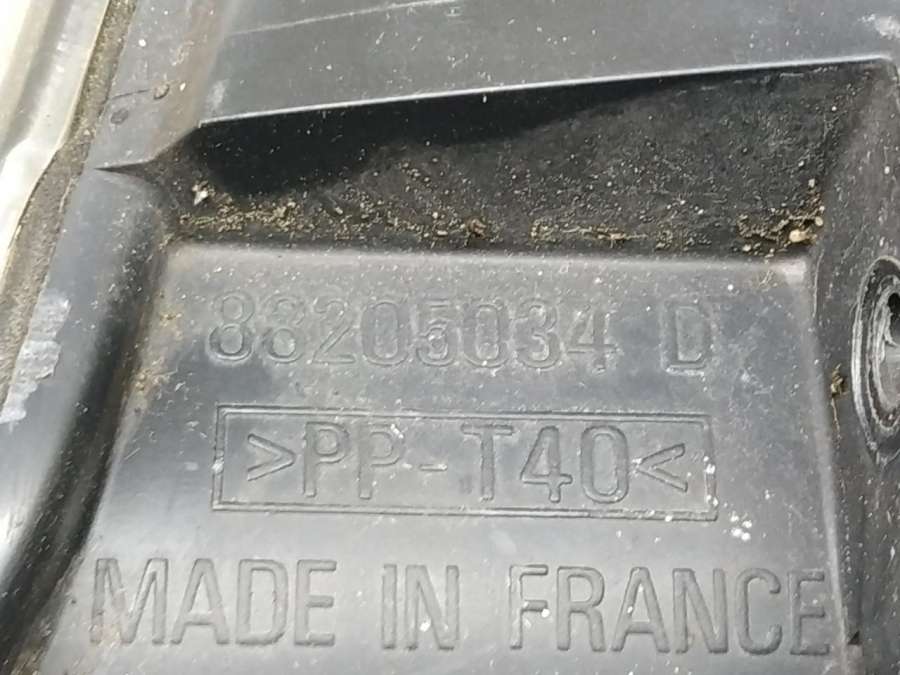 88205034 D
>PP-T40<
MADE IN FRANCE